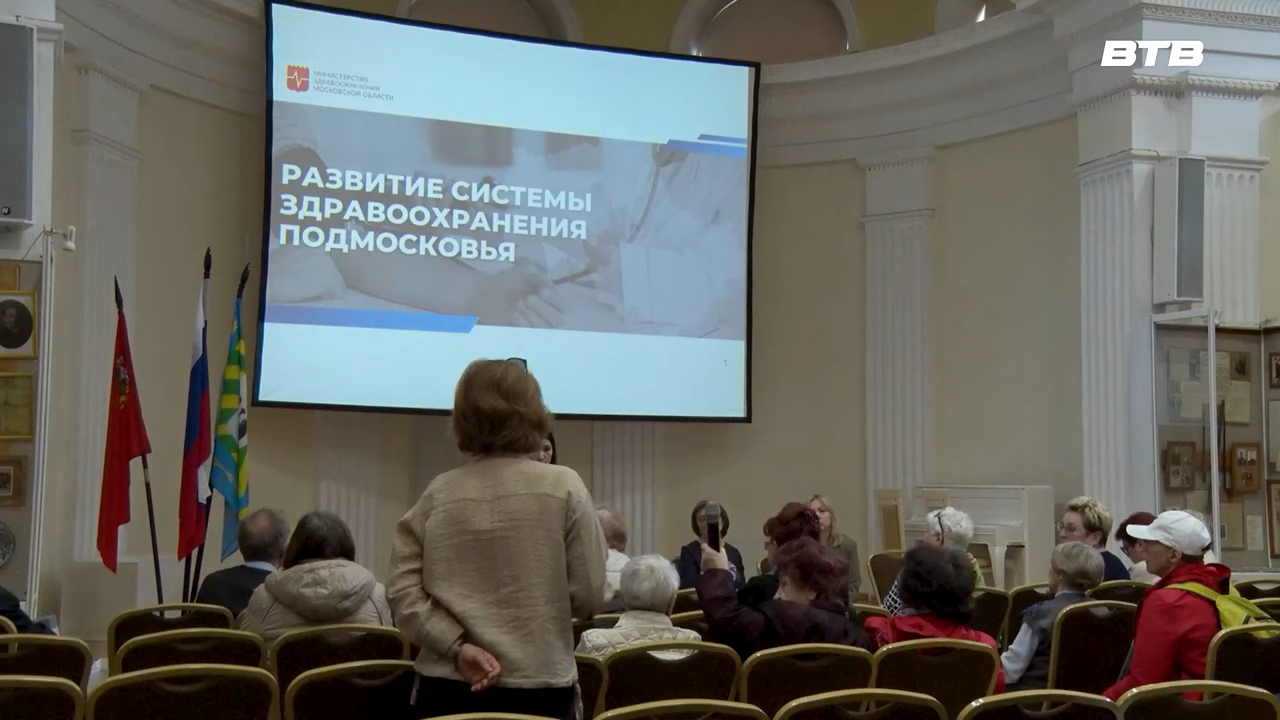 ВТВ
МИНИСТЕРСТВО
ЗДРАВООХРАНЕНИЯ
МОСКОВСКОЙ ОБЛАСТИ
РАЗВИТИЕ СИСТЕМЫ
ЗДРАВООХРАНЕНИЯ
ПОДМОСКОВЬЯ
1